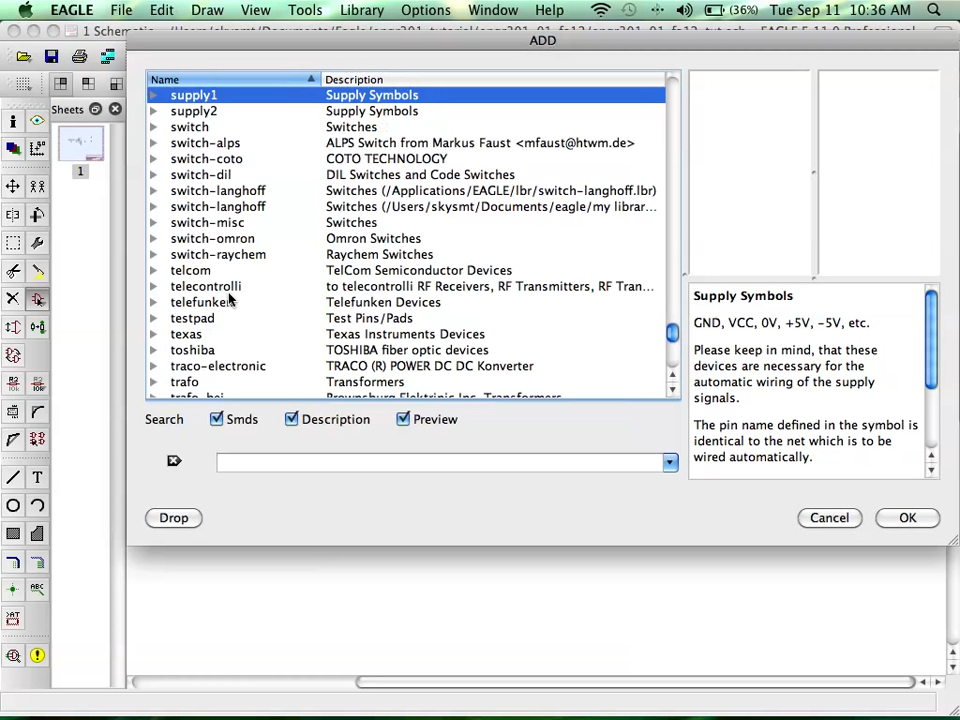 EAGLE File Edit Draw View Tools Library Options Window Help (36%) Tue Sep 11 10:36 AM
ADD
Sheets
1
Name Description
supply1 Supply Symbols
supply2 Supply Symbols
switch Switches
switch-alps ALPS Switch from Markus Faust <mfaust@htwm.de>
switch-coto COTO TECHNOLOGY
switch-dil DIL Switches and Code Switches
switch-langhoff Switches (/Applications/EAGLE/lbr/switch-langhoff.lbr)
switch-langhoff Switches (/Users/skysmt/Documents/eagle/my librar...
switch-misc Switches
switch-omron Omron Switches
switch-raychem Raychem Switches
telcom TelCom Semiconductor Devices
telecontrolli to telecontrolli RF Receivers, RF Transmitters, RF Tran...
telefunken Telefunken Devices
testpad Test Pins/Pads
texas Texas Instruments Devices
toshiba TOSHIBA fiber optic devices
traco-electronic TRACO (R) POWER DC DC Konverter
trafo Transformers
Supply Symbols
GND, VCC, 0V, +5V, -5V, etc.
Please keep in mind, that these
devices are necessary for the
automatic wiring of the supply
signals.
The pin name defined in the symbol is
identical to the net which is to be
wired automatically.
Search Smds Description Preview
Drop Cancel OK